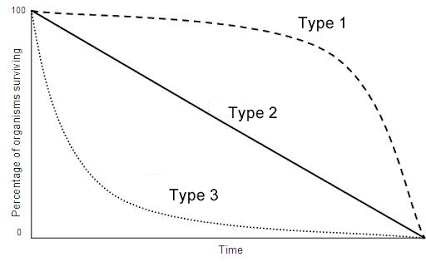 100
Type 1
Type 2
Percentage of organisms surviving
Type 3
0
Time